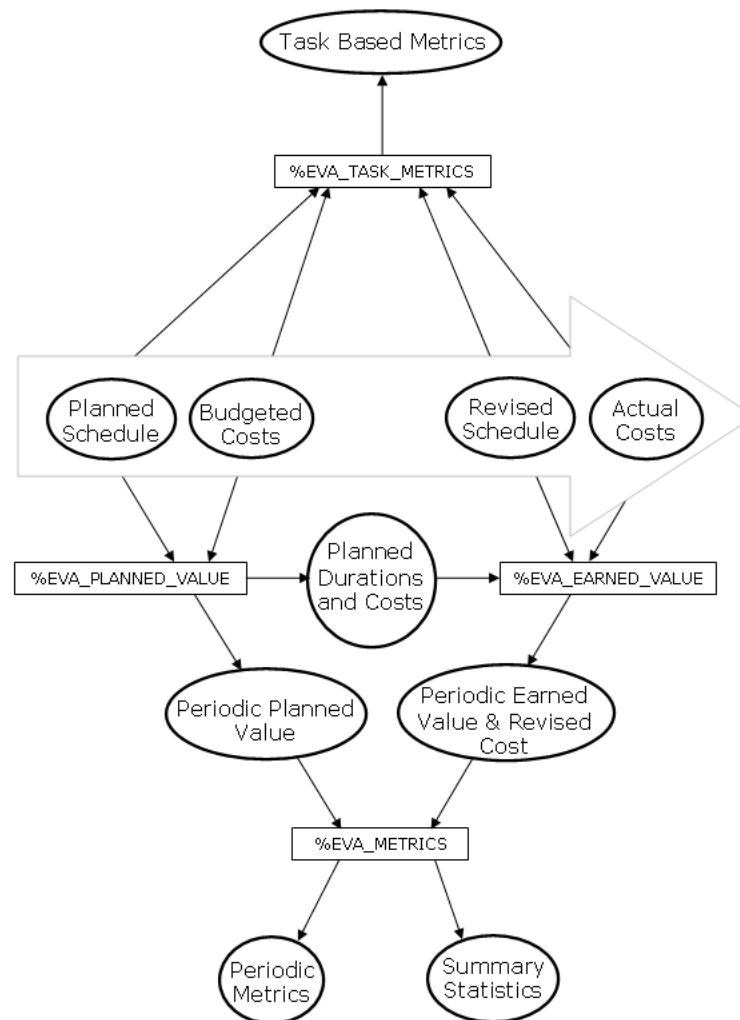 Task Based Metrics
%EVA_TASK_METRICS
Planned
Schedule
Budgeted
Costs
Revised
Schedule
Actual
Costs
%EVA_PLANNED_VALUE
Planned
Durations
and Costs
%EVA_EARNED_VALUE
Periodic Planned
Value
Periodic Earned
Value & Revised
Cost
%EVA_METRICS
Periodic
Metrics
Summary
Statistics